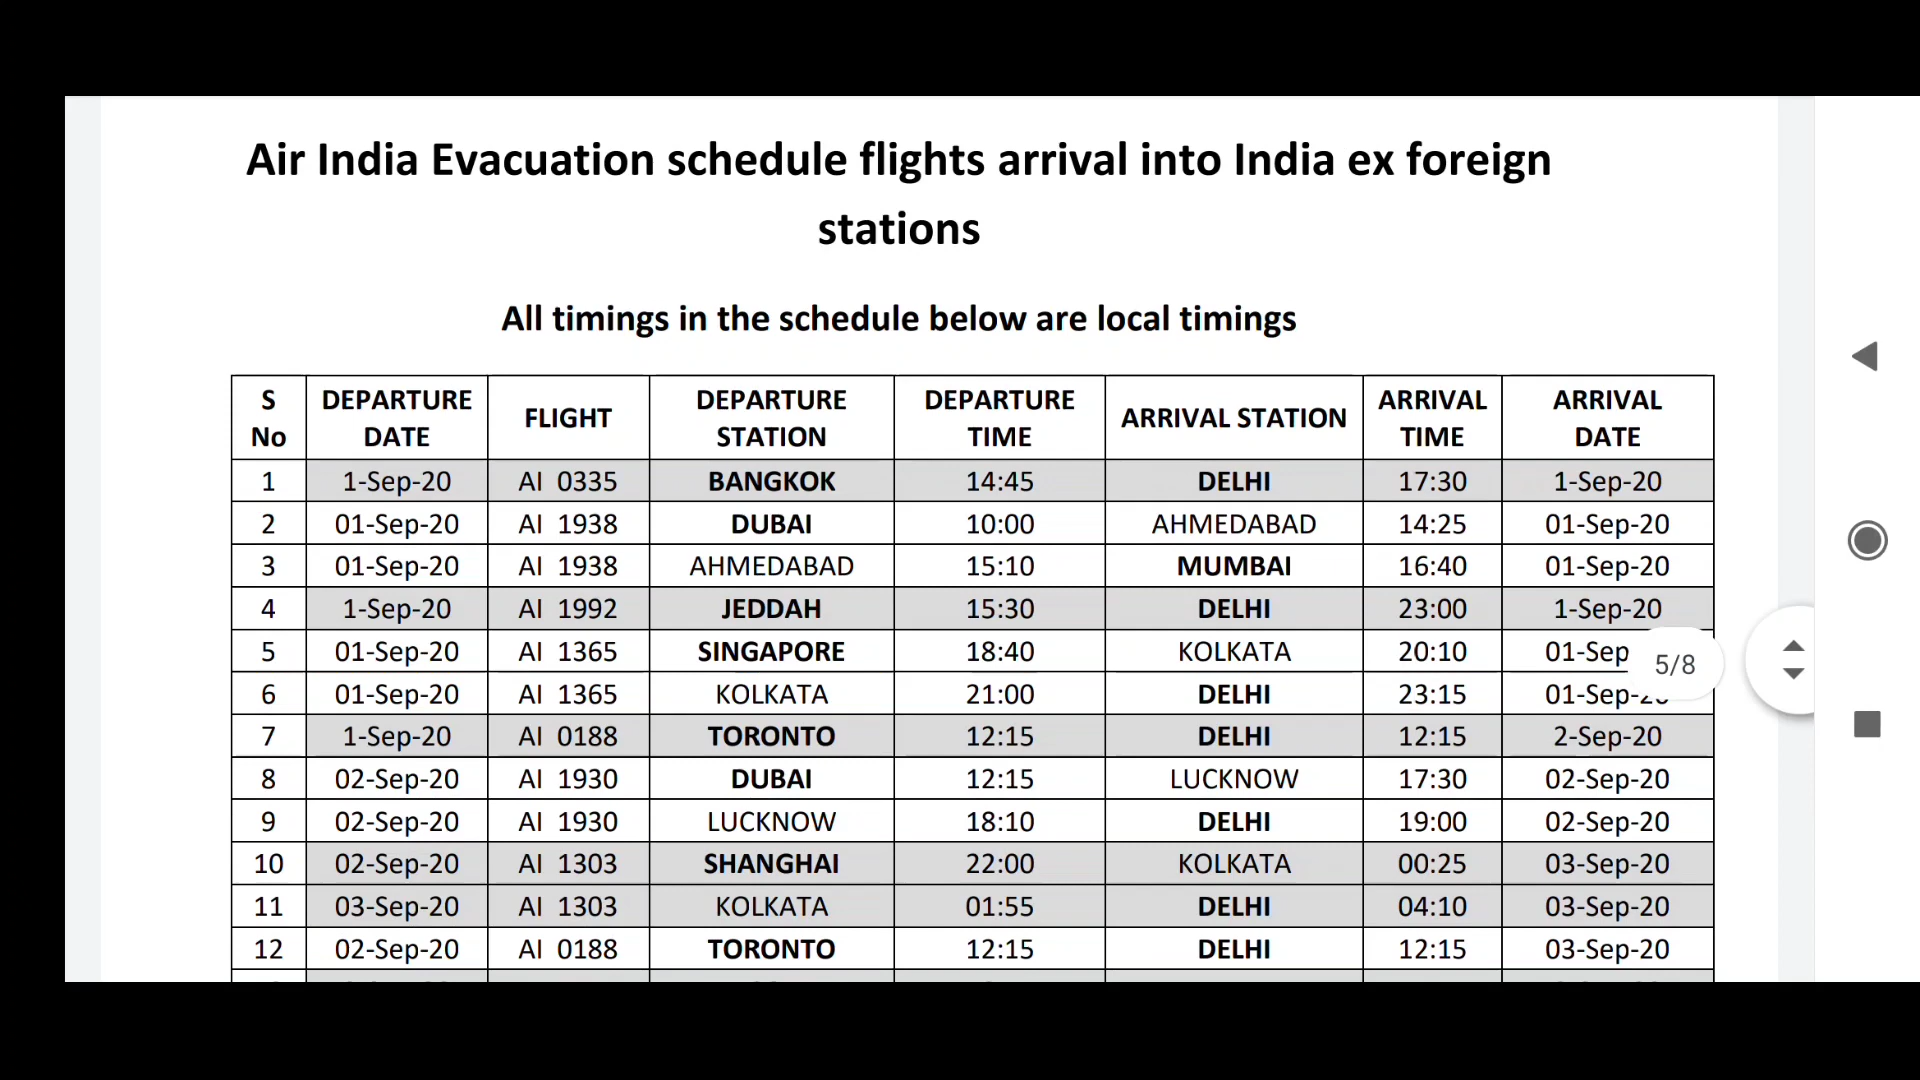 Air India Evacuation schedule flights arrival into India ex foreign
stations
All timings in the schedule below are local timings
S No DEPARTURE DATE FLIGHT DEPARTURE STATION DEPARTURE TIME ARRIVAL STATION ARRIVAL TIME ARRIVAL DATE
1 1-Sep-20 AI 0335 BANGKOK 14:45 DELHI 17:30 1-Sep-20
2 01-Sep-20 AI 1938 DUBAI 10:00 AHMEDABAD 14:25 01-Sep-20
3 01-Sep-20 AI 1938 AHMEDABAD 15:10 MUMBAI 16:40 01-Sep-20
4 1-Sep-20 AI 1992 JEDDAH 15:30 DELHI 23:00 1-Sep-20
5 01-Sep-20 AI 1365 SINGAPORE 18:40 KOLKATA 20:10 01-Sep
5/8
6 01-Sep-20 AI 1365 KOLKATA 21:00 DELHI 23:15 01-Sep-20
7 1-Sep-20 AI 0188 TORONTO 12:15 DELHI 12:15 2-Sep-20
8 02-Sep-20 AI 1930 DUBAI 12:15 LUCKNOW 17:30 02-Sep-20
9 02-Sep-20 AI 1930 LUCKNOW 18:10 DELHI 19:00 02-Sep-20
10 02-Sep-20 AI 1303 SHANGHAI 22:00 KOLKATA 00:25 03-Sep-20
11 03-Sep-20 AI 1303 KOLKATA 01:55 DELHI 04:10 03-Sep-20
12 02-Sep-20 AI 0188 TORONTO 12:15 DELHI 12:15 03-Sep-20